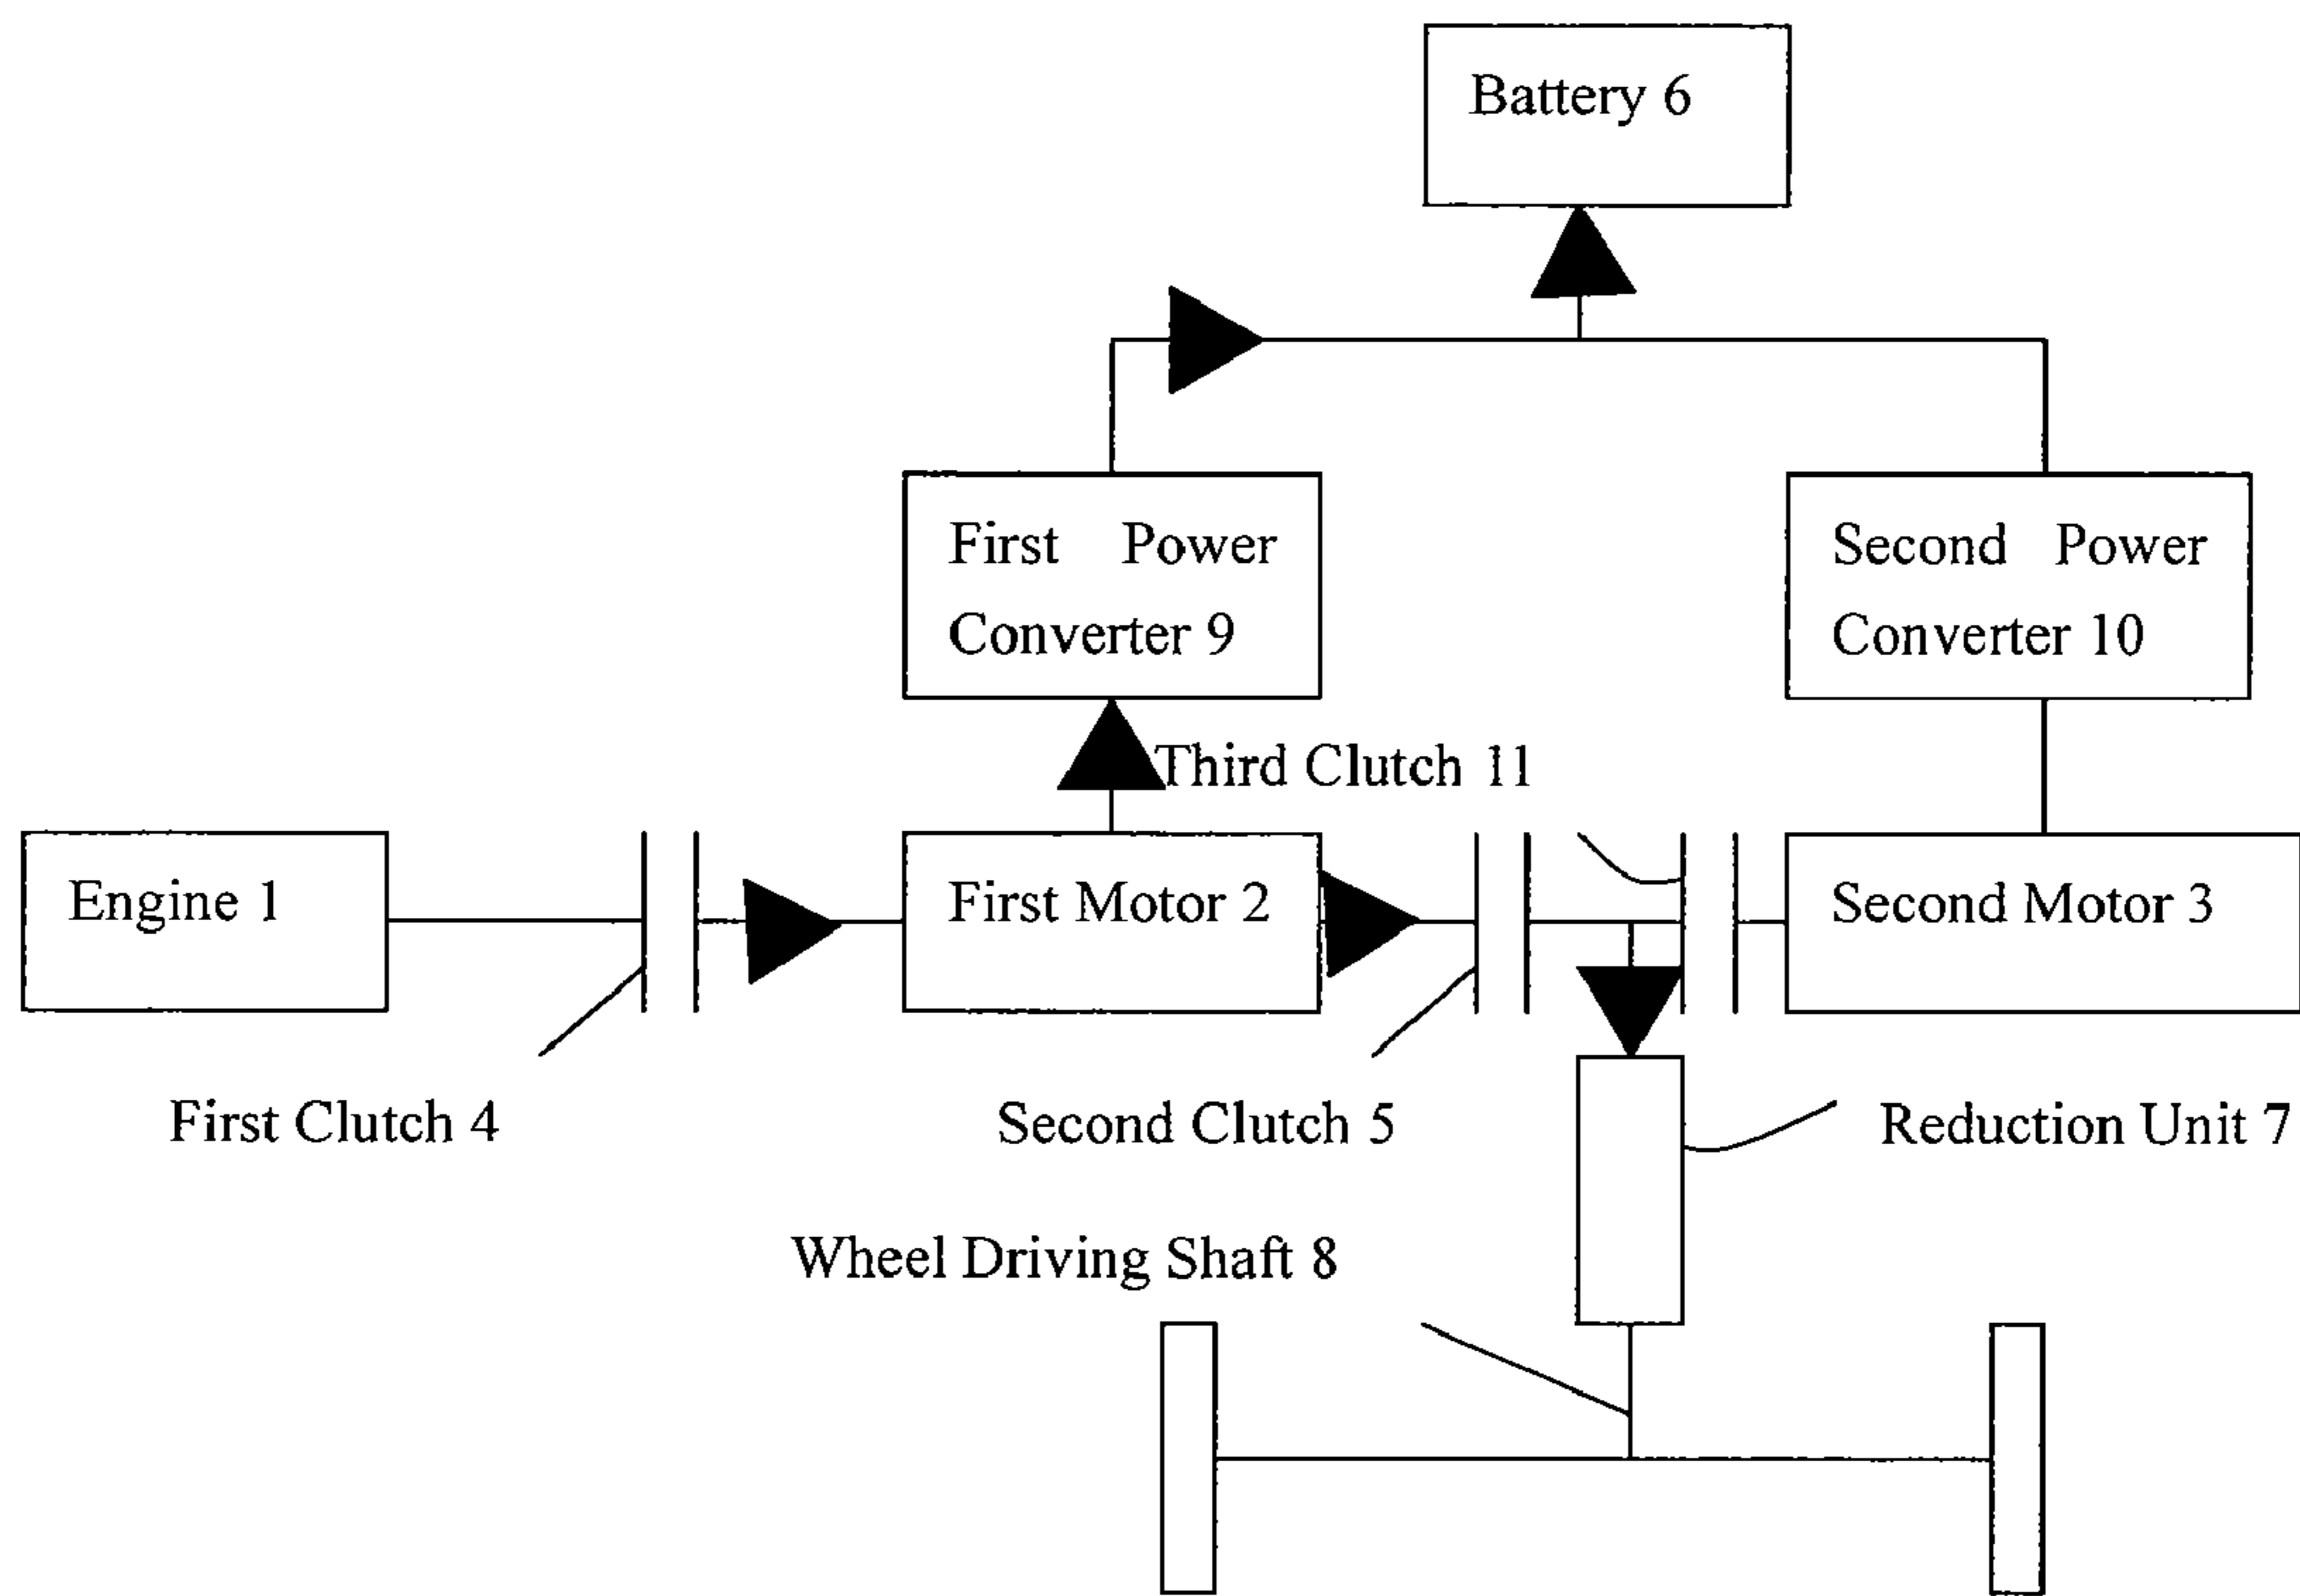 Battery 6
First Power
Converter 9
Second Power
Converter 10
Third Clutch 11
Engine 1
First Motor 2
Second Motor 3
First Clutch 4
Second Clutch 5
Reduction Unit 7
Wheel Driving Shaft 8